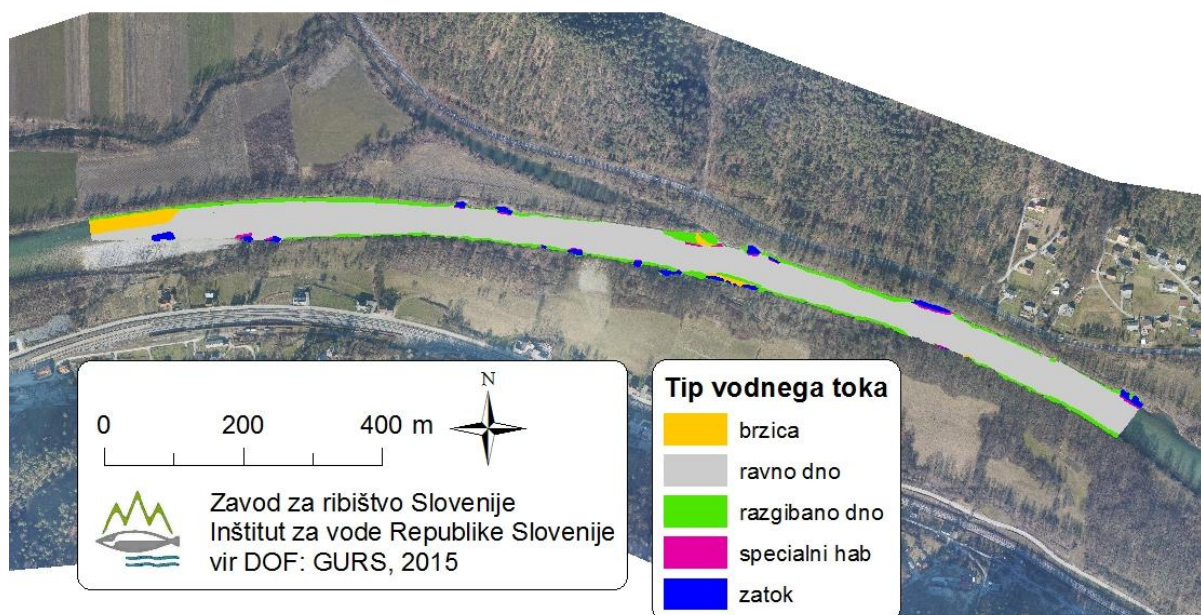 0 200 400 m
N
Zavod za ribištvo Slovenije
Inštitut za vode Republike Slovenije
vir DOF: GURS, 2015
Tip vodnega toka
brzica
ravno dno
razgibano dno
specialni hab
zatok